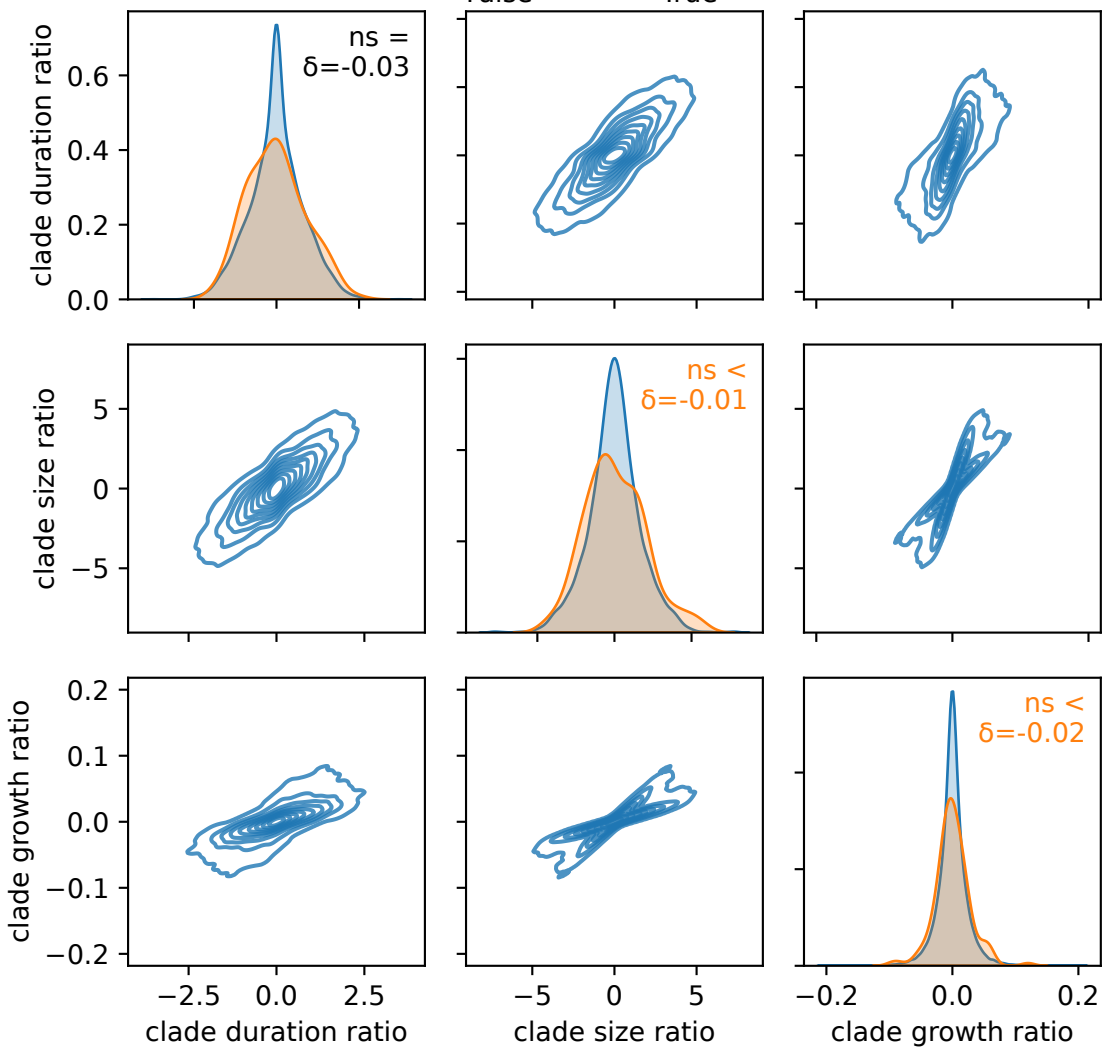 clade duration ratio
0.6
0.4
0.2
0.0
ns =
δ=-0.03
clade size ratio
5
0
−5
ns <
δ=-0.01
clade growth ratio
0.2
0.1
0.0
−0.1
−0.2
ns <
δ=-0.02
−2.5 0.0 2.5
−5 0 5
−0.2 0.0 0.2
clade duration ratio
clade size ratio
clade growth ratio